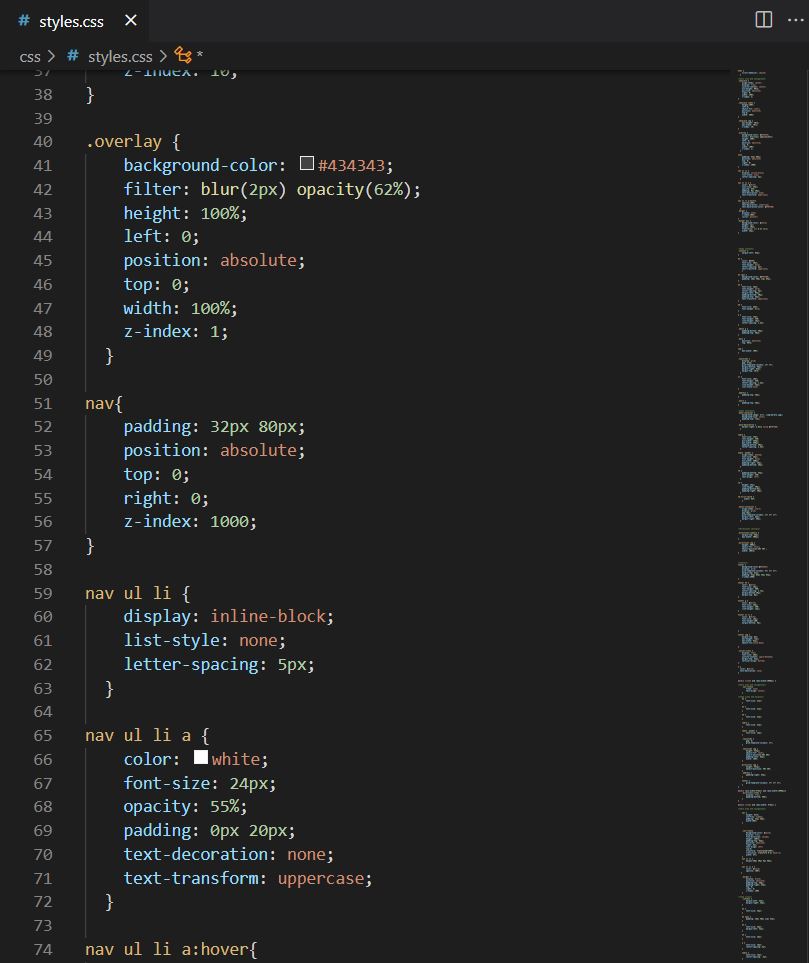 # styles.css ×
css > # styles.css > *
37 z-index: 10;
38 }
39
40 .overlay {
41 background-color: #434343;
42 filter: blur(2px) opacity(62%);
43 height: 100%;
44 left: 0;
45 position: absolute;
46 top: 0;
47 width: 100%;
48 z-index: 1;
49 }
50
51 nav{
52 padding: 32px 80px;
53 position: absolute;
54 top: 0;
55 right: 0;
56 z-index: 1000;
57 }
58
59 nav ul li {
60 display: inline-block;
61 list-style: none;
62 letter-spacing: 5px;
63 }
64
65 nav ul li a {
66 color: white;
67 font-size: 24px;
68 opacity: 55%;
69 padding: 0px 20px;
70 text-decoration: none;
71 text-transform: uppercase;
72 }
73
74 nav ul li a:hover{